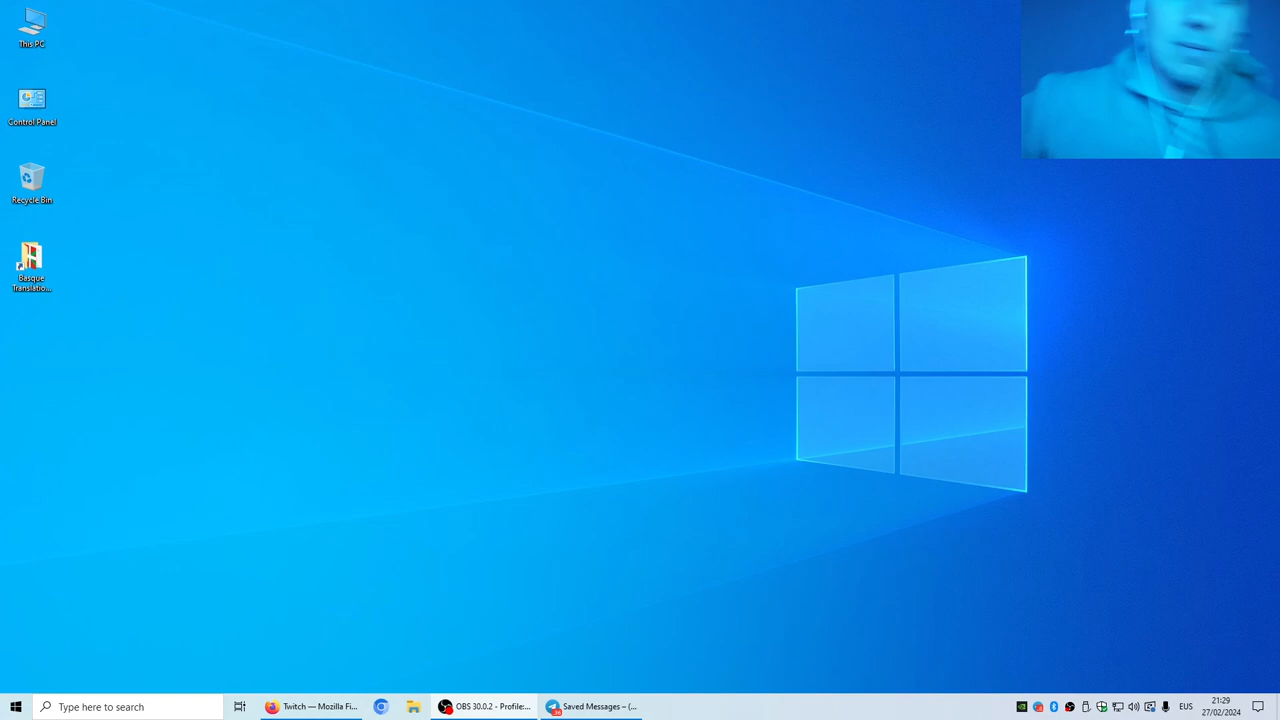 This PC
Control Panel
Recycle Bin
Basque
Translatio...
Type here to search
Twitch — Mozilla Fi...
OBS 30.0.2 - Profile:...
36
Saved Messages – (...
EUS
21:29
27/02/2024